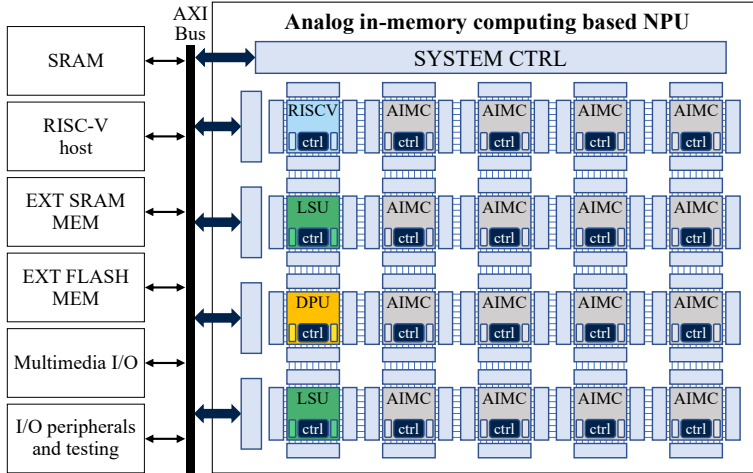 AXI
Bus
Analog in-memory computing based NPU
SYSTEM CTRL
SRAM
RISC-V
host
EXT SRAM
MEM
EXT FLASH
MEM
Multimedia I/O
I/O peripherals
and testing
RISCV AIMC AIMC AIMC AIMC
ctrl ctrl ctrl ctrl ctrl
LSU AIMC AIMC AIMC AIMC
ctrl ctrl ctrl ctrl ctrl
DPU AIMC AIMC AIMC AIMC
ctrl ctrl ctrl ctrl ctrl
LSU AIMC AIMC AIMC AIMC
ctrl ctrl ctrl ctrl ctrl